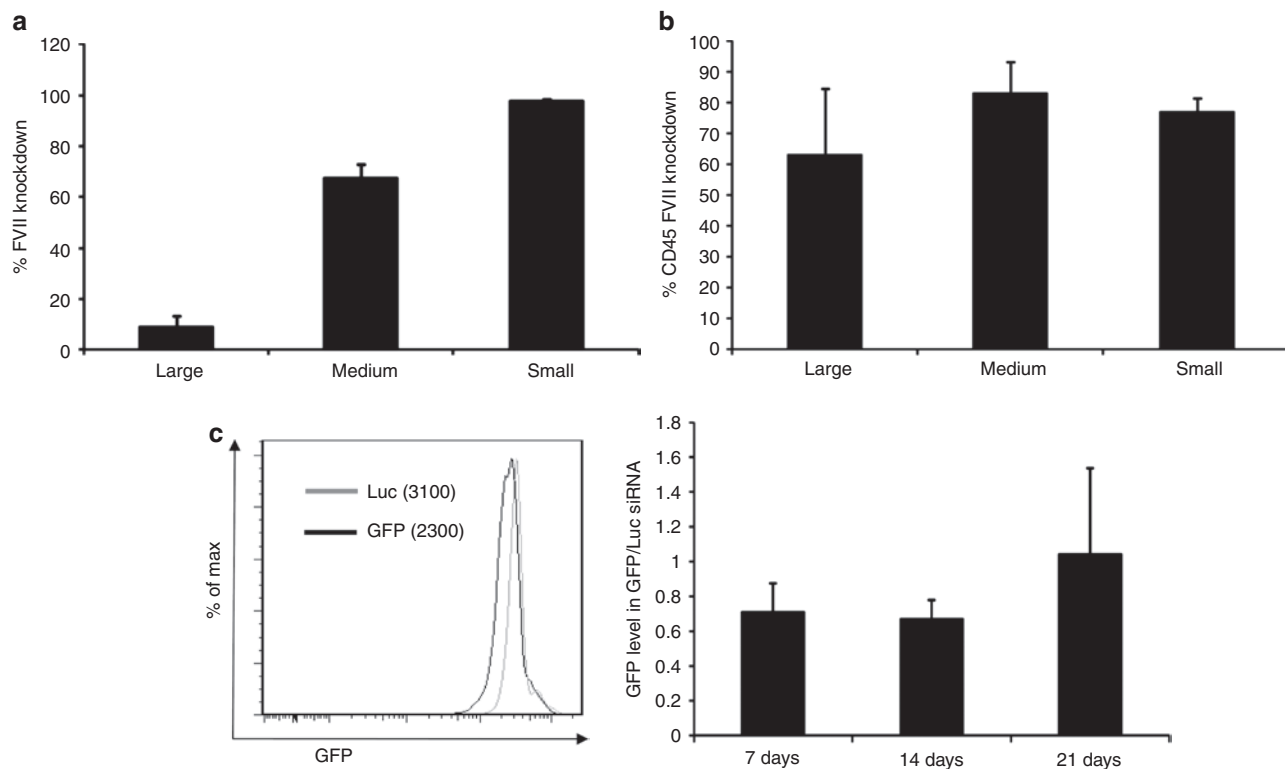 a
120
100
80
60
40
20
0
% FVII knockdown
Large
Medium
Small
b
100
90
80
70
60
50
40
30
20
10
0
% CD45 FVII knockdown
Large
Medium
Small
c
% of max
Luc (3100)
GFP (2300)
GFP
1.8
1.6
1.4
1.2
1
0.8
0.6
0.4
0.2
0
GFP level in GFP/Luc siRNA
7 days
14 days
21 days